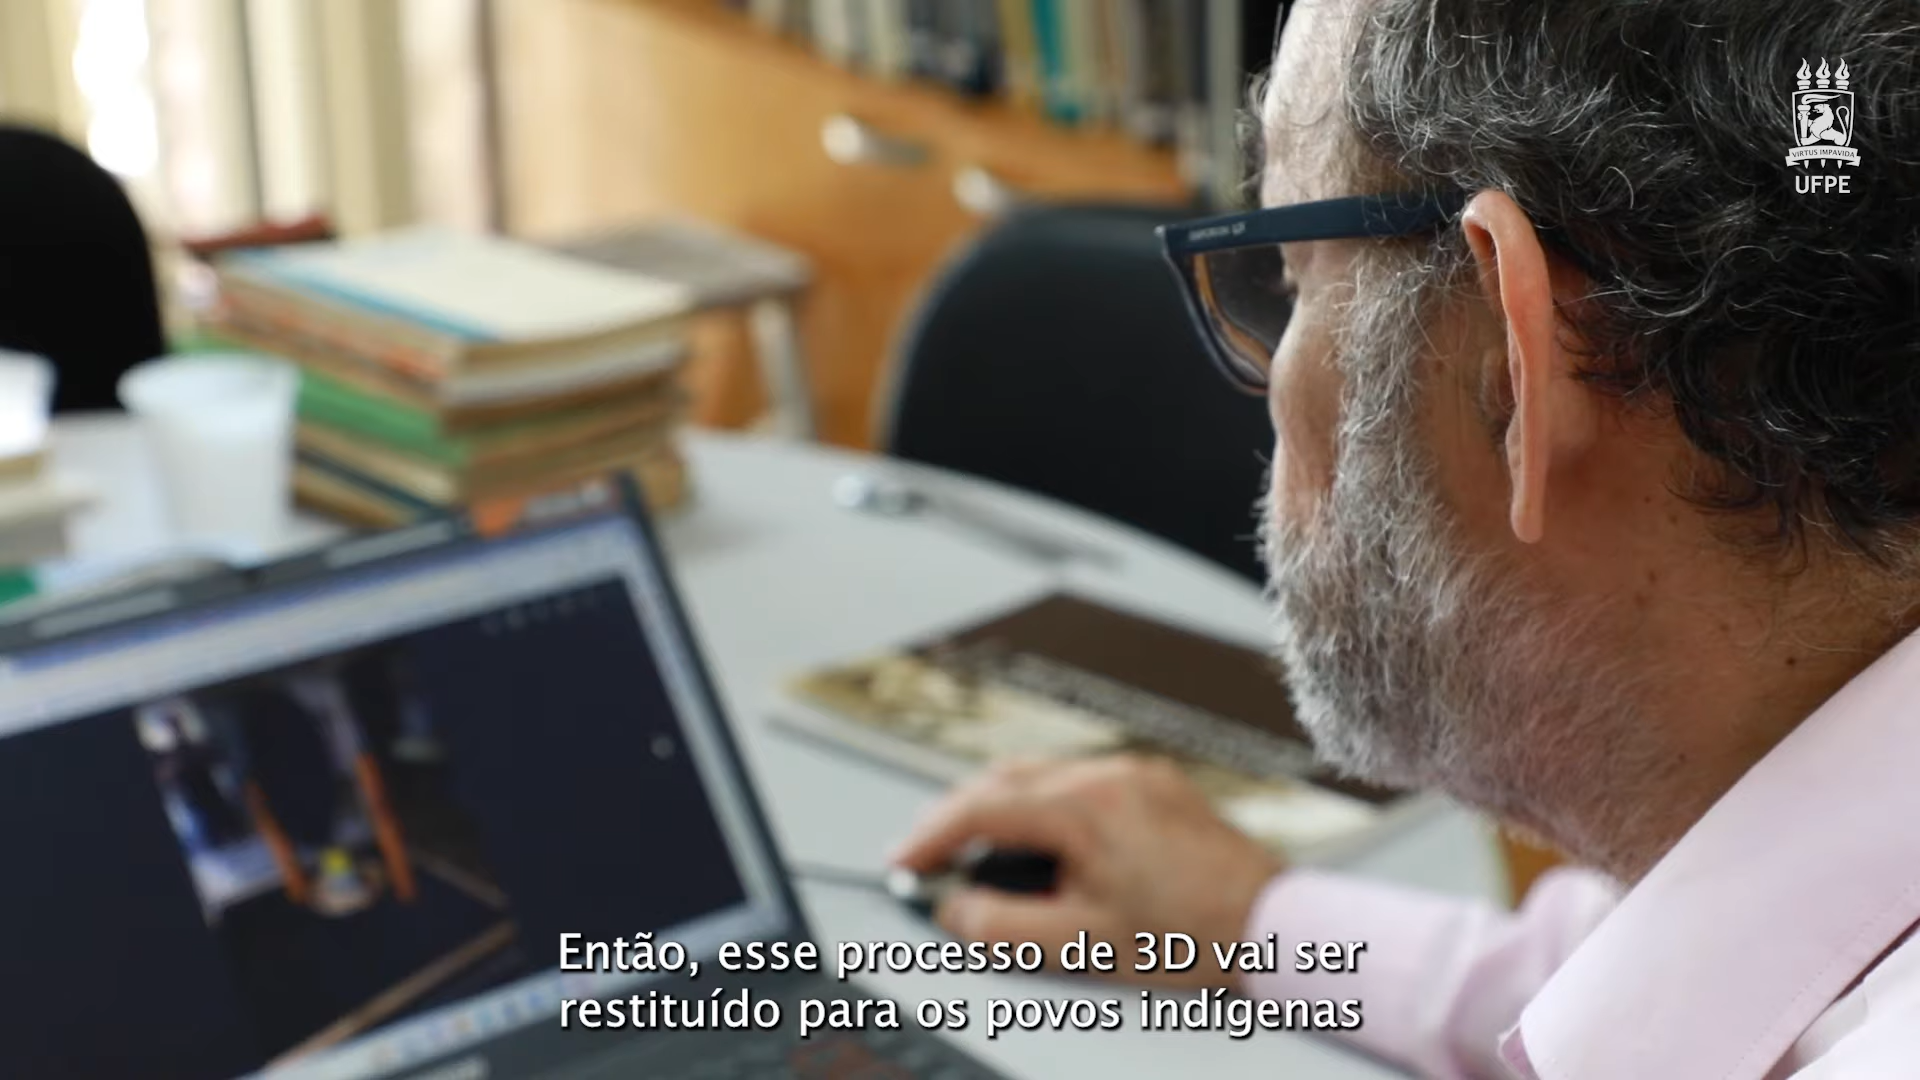 VIRTUS IMPAVIDA
UFPE
Então, esse processo de 3D vai ser
restituído para os povos indígenas